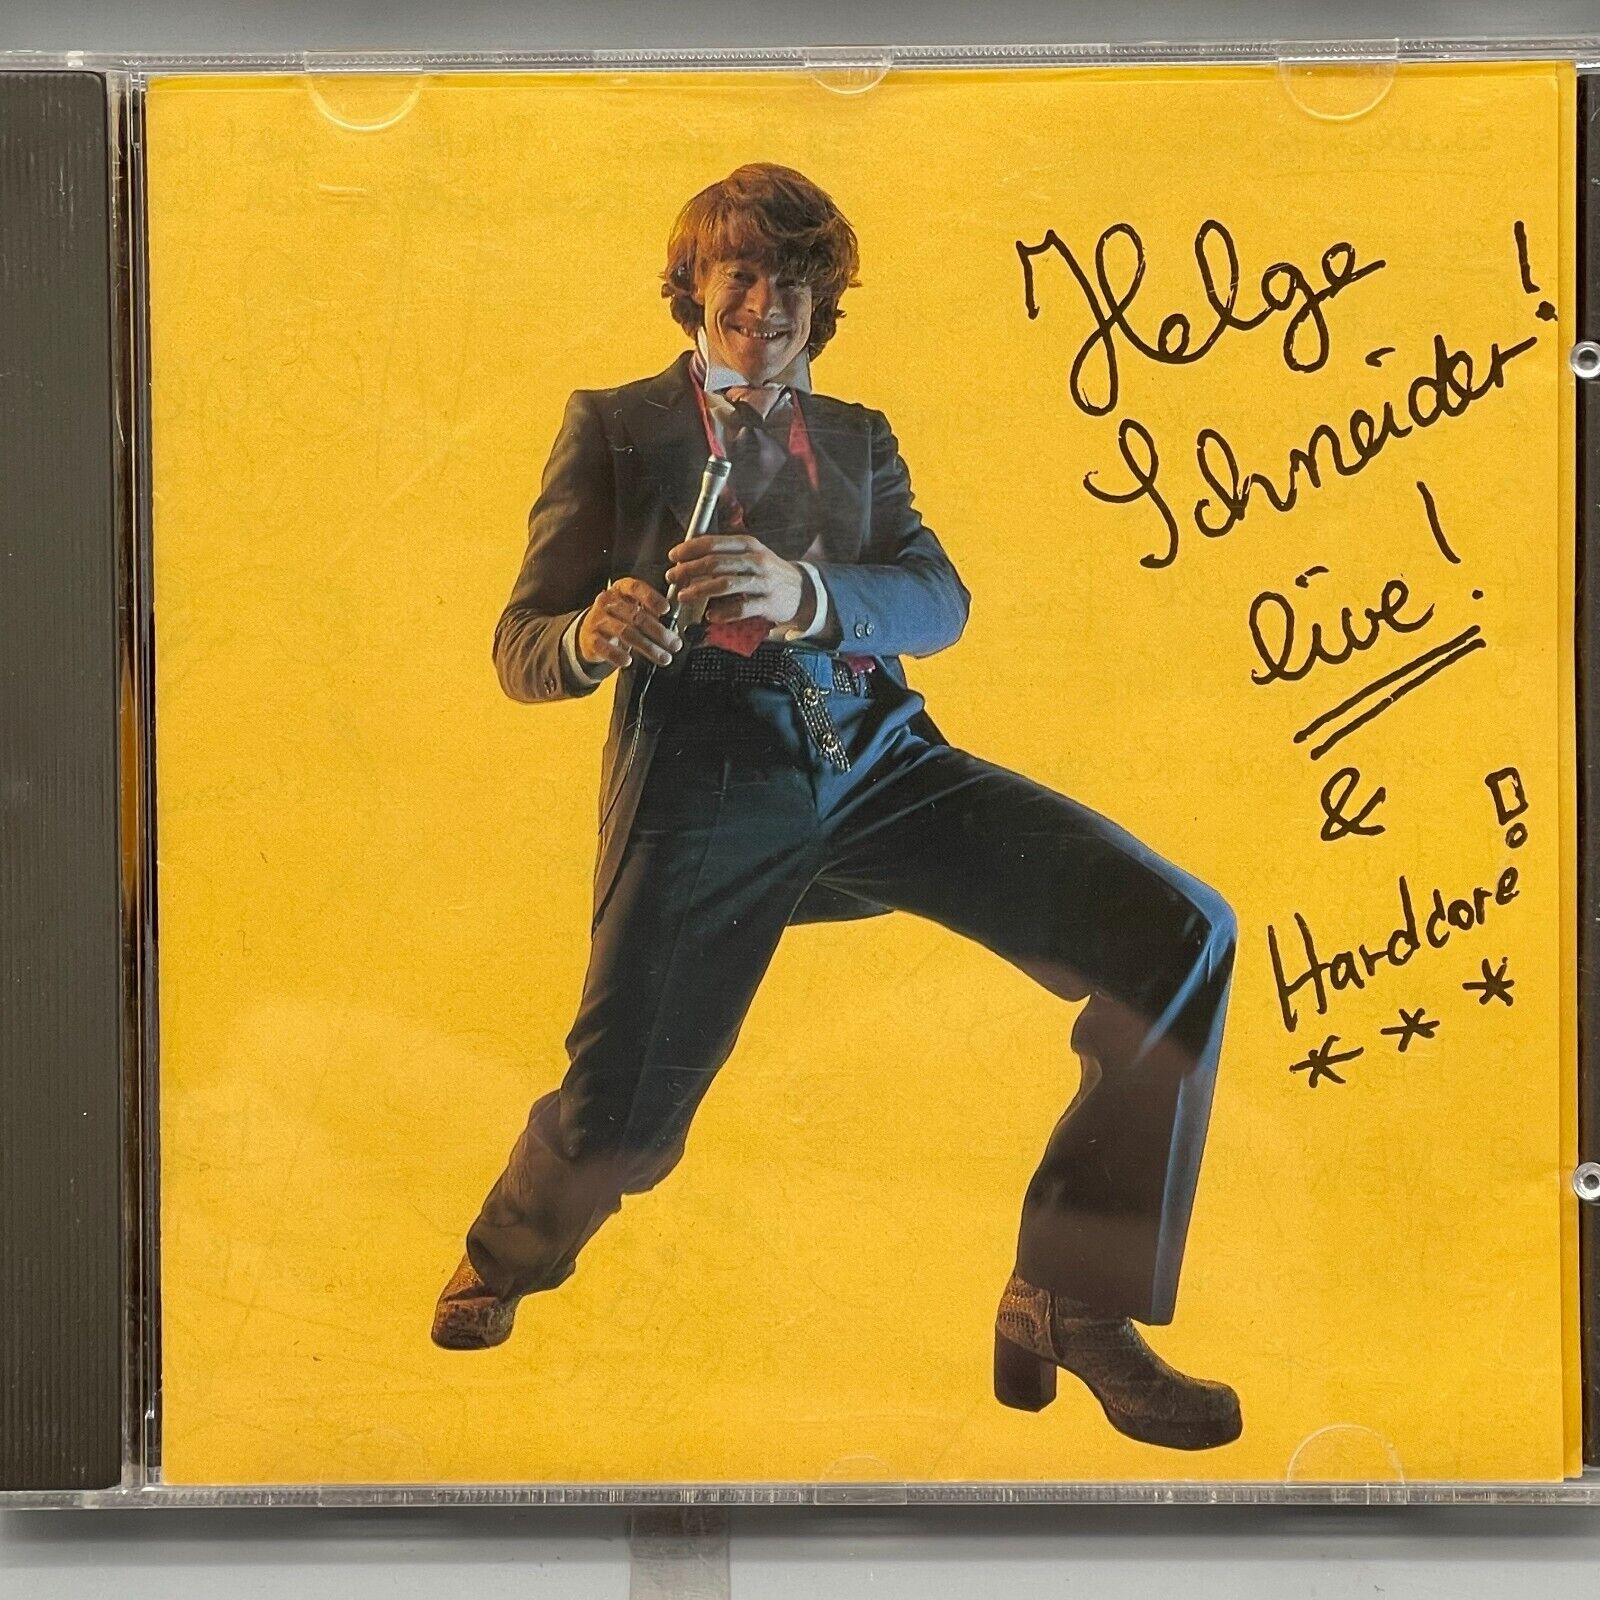 Helge
Schneider!
live!
&
Hardcore!
***